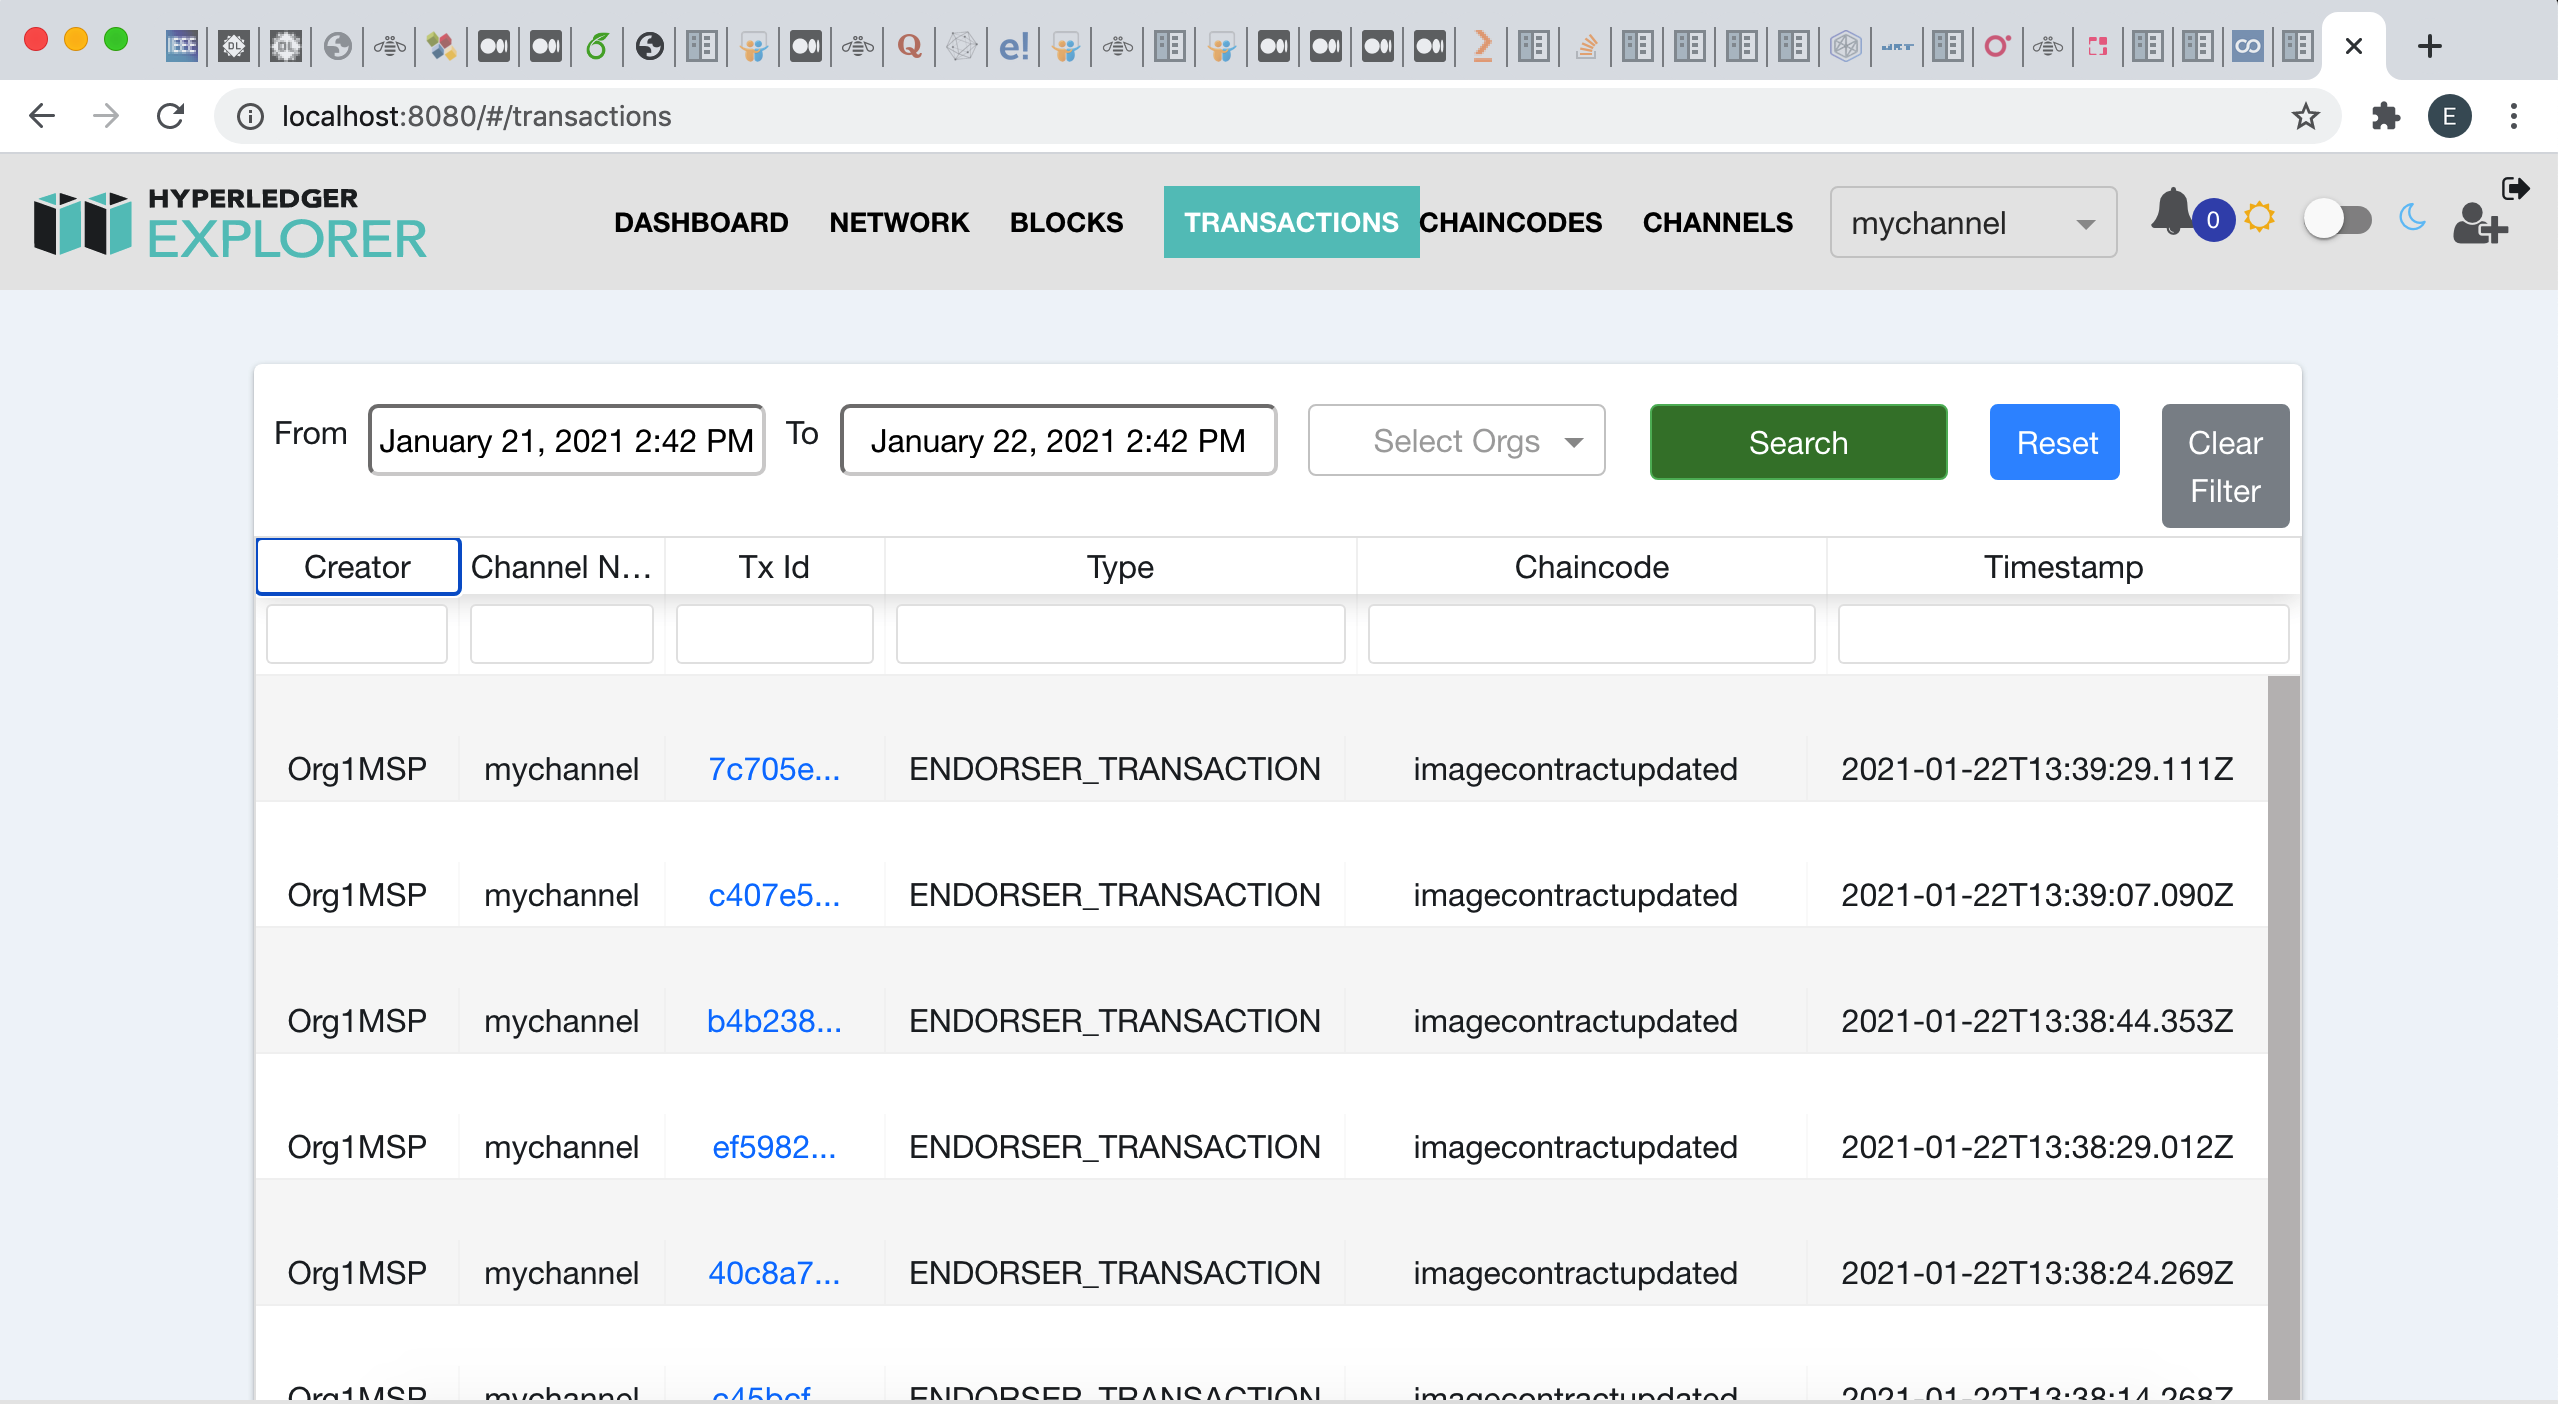 IEEE DL DL Q e! JRT
localhost:8080/#/transactions E
HYPERLEDGER
EXPLORER
DASHBOARD NETWORK BLOCKS TRANSACTIONS CHAINCODES CHANNELS mychannel 0
From January 21, 2021 2:42 PM To January 22, 2021 2:42 PM Select Orgs Search Reset Clear
Filter
Creator Channel N... Tx Id Type Chaincode Timestamp
Org1MSP mychannel 7c705e... ENDORSER_TRANSACTION imagecontractupdated 2021-01-22T13:39:29.111Z
Org1MSP mychannel c407e5... ENDORSER_TRANSACTION imagecontractupdated 2021-01-22T13:39:07.090Z
Org1MSP mychannel b4b238... ENDORSER_TRANSACTION imagecontractupdated 2021-01-22T13:38:44.353Z
Org1MSP mychannel ef5982... ENDORSER_TRANSACTION imagecontractupdated 2021-01-22T13:38:29.012Z
Org1MSP mychannel 40c8a7... ENDORSER_TRANSACTION imagecontractupdated 2021-01-22T13:38:24.269Z
Org1MSP mychannel c45bcf... ENDORSER_TRANSACTION imagecontractupdated 2021-01-22T13:38:14.268Z